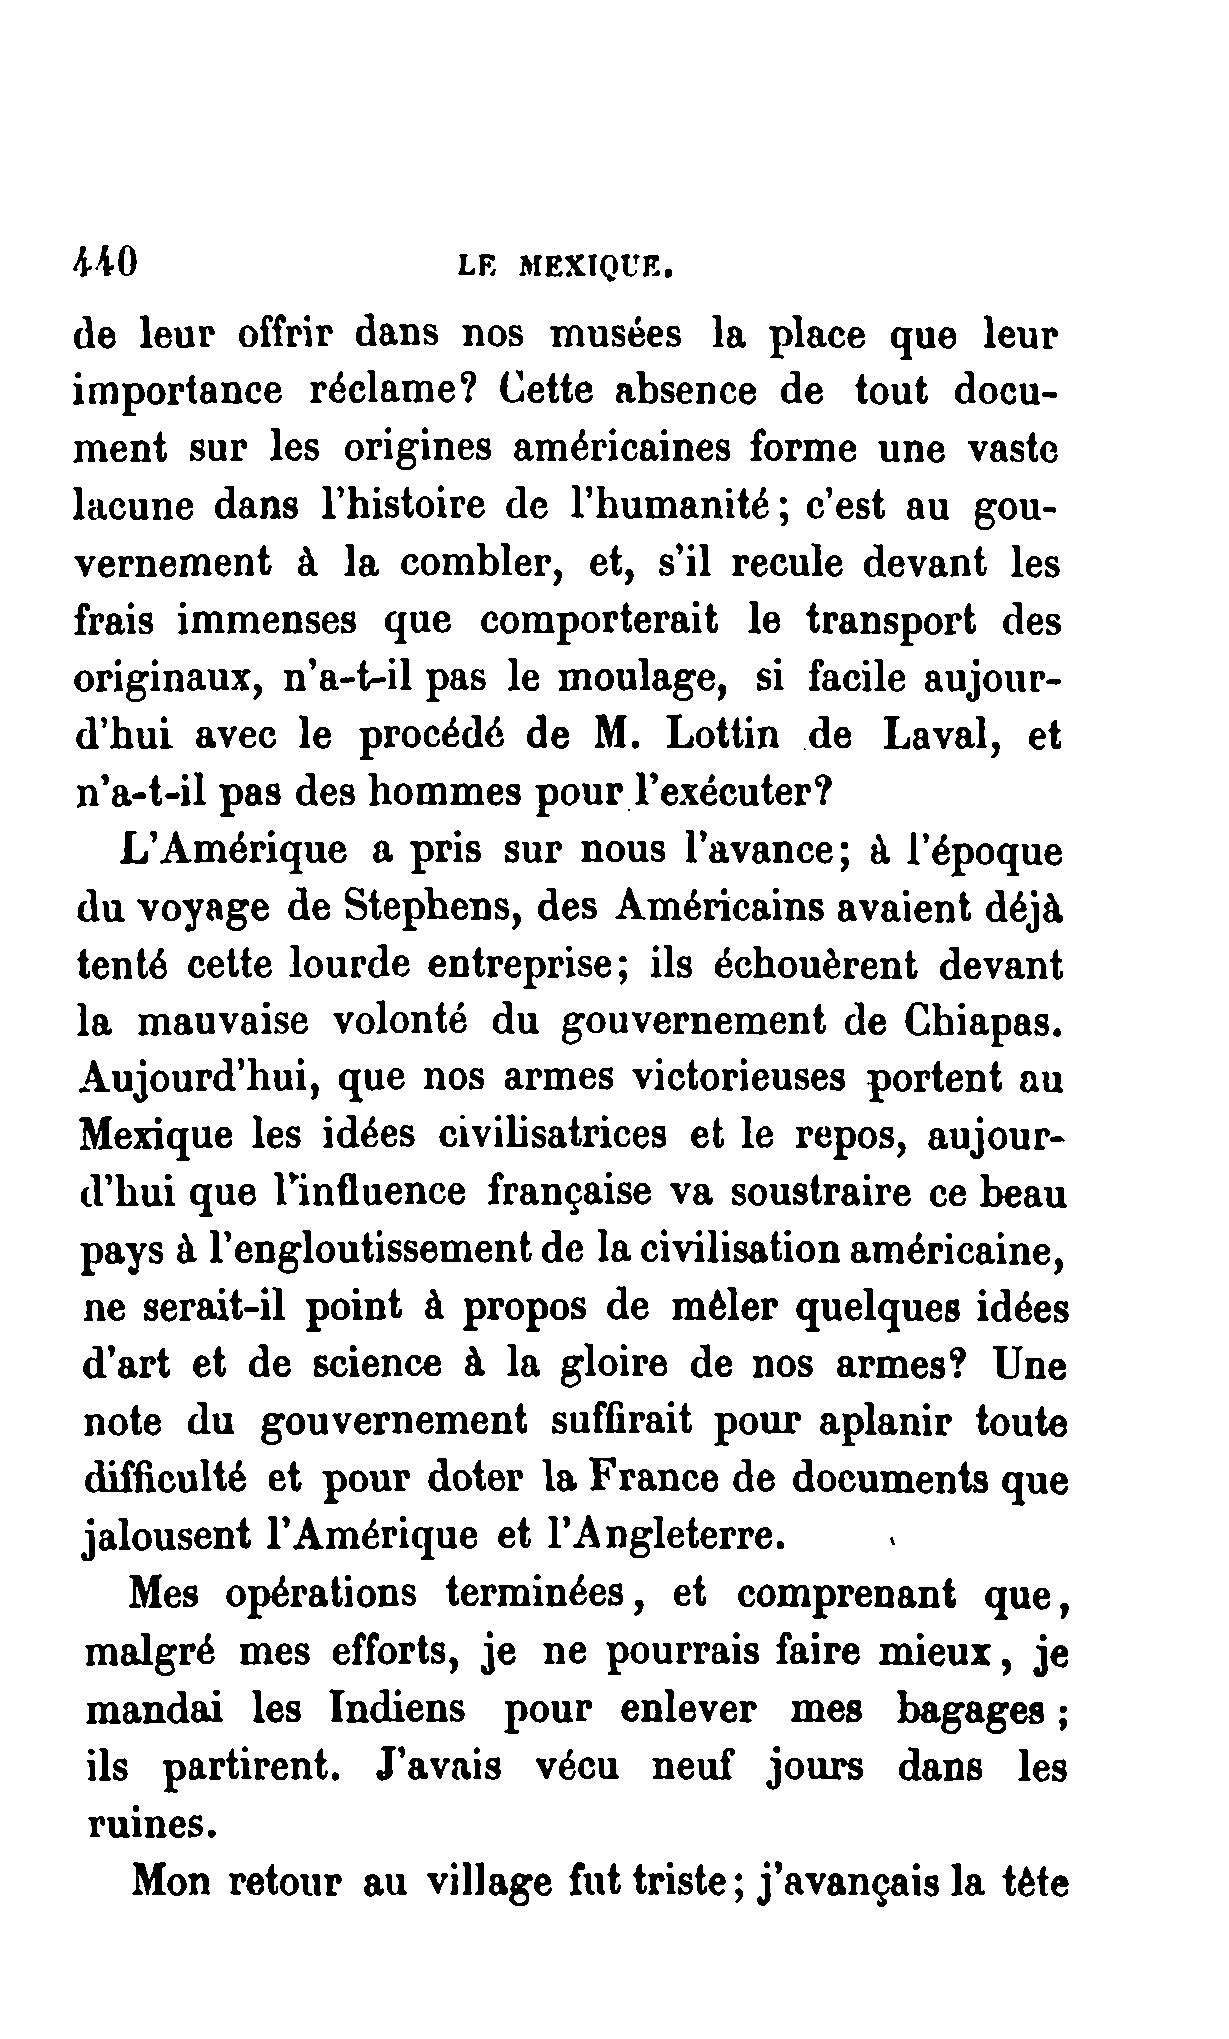 440 LE MEXIQUE.
de leur offrir dans nos musées la place que leur
importance réclame? Cette absence de tout docu-
ment sur les origines américaines forme une vaste
lacune dans l'histoire de l'humanité; c'est au gou-
vernement à la combler, et, s'il recule devant les
frais immenses que comporterait le transport des
originaux, n'a-t-il pas le moulage, si facile aujour-
d'hui avec le procédé de M. Lottin de Laval, et
n'a-t-il pas des hommes pour l'exécuter?
L'Amérique a pris sur nous l'avance; à l'époque
du voyage de Stephens, des Américains avaient déjà
tenté cette lourde entreprise; ils échouèrent devant
la mauvaise volonté du gouvernement de Chiapas.
Aujourd'hui, que nos armes victorieuses portent au
Mexique les idées civilisatrices et le repos, aujour-
d'hui que l'influence française va soustraire ce beau
pays à l'engloutissement de la civilisation américaine,
ne serait-il point à propos de mêler quelques idées
d'art et de science à la gloire de nos armes? Une
note du gouvernement suffirait pour aplanir toute
difficulté et pour doter la France de documents que
jalousent l'Amérique et l'Angleterre.
Mes opérations terminées, et comprenant que,
malgré mes efforts, je ne pourrais faire mieux, je
mandai les Indiens pour enlever mes bagages;
ils partirent. J'avais vécu neuf jours dans les
ruines.
Mon retour au village fut triste; j'avançais la tête